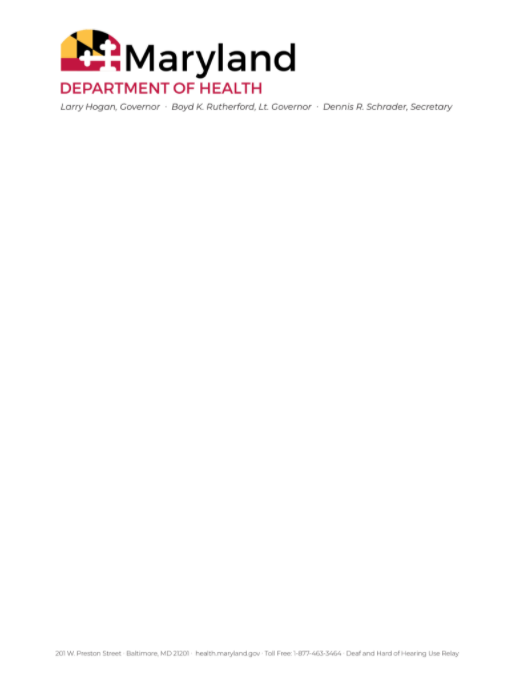 Maryland
DEPARTMENT OF HEALTH
Larry Hogan, Governor · Boyd K. Rutherford, Lt. Governor · Dennis R. Schrader, Secretary
201 W. Preston Street · Baltimore, MD 21201 · health.maryland.gov · Toll Free: 1-877-463-3464 · Deaf and Hard of Hearing Use Relay